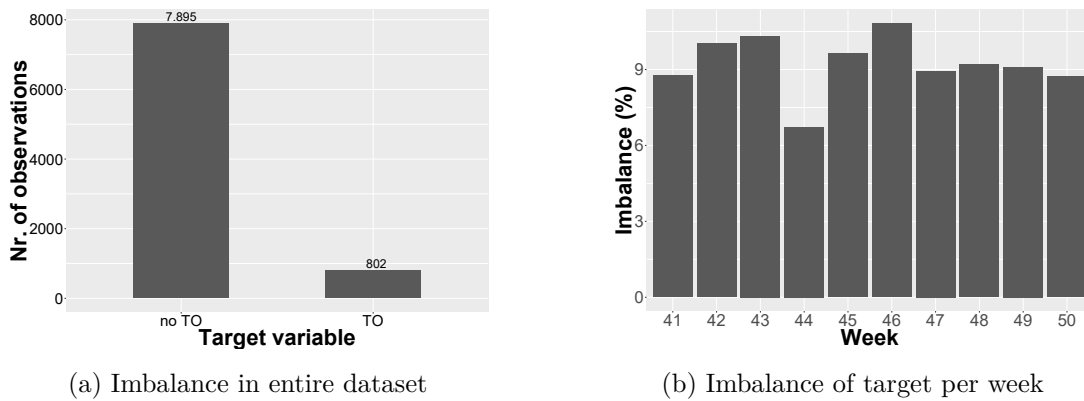 8000
6000
4000
2000
0
Nr. of observations
7.895
802
no TO
TO
Target variable
(a) Imbalance in entire dataset
9
6
3
0
Imbalance (%)
41 42 43 44 45 46 47 48 49 50
Week
(b) Imbalance of target per week